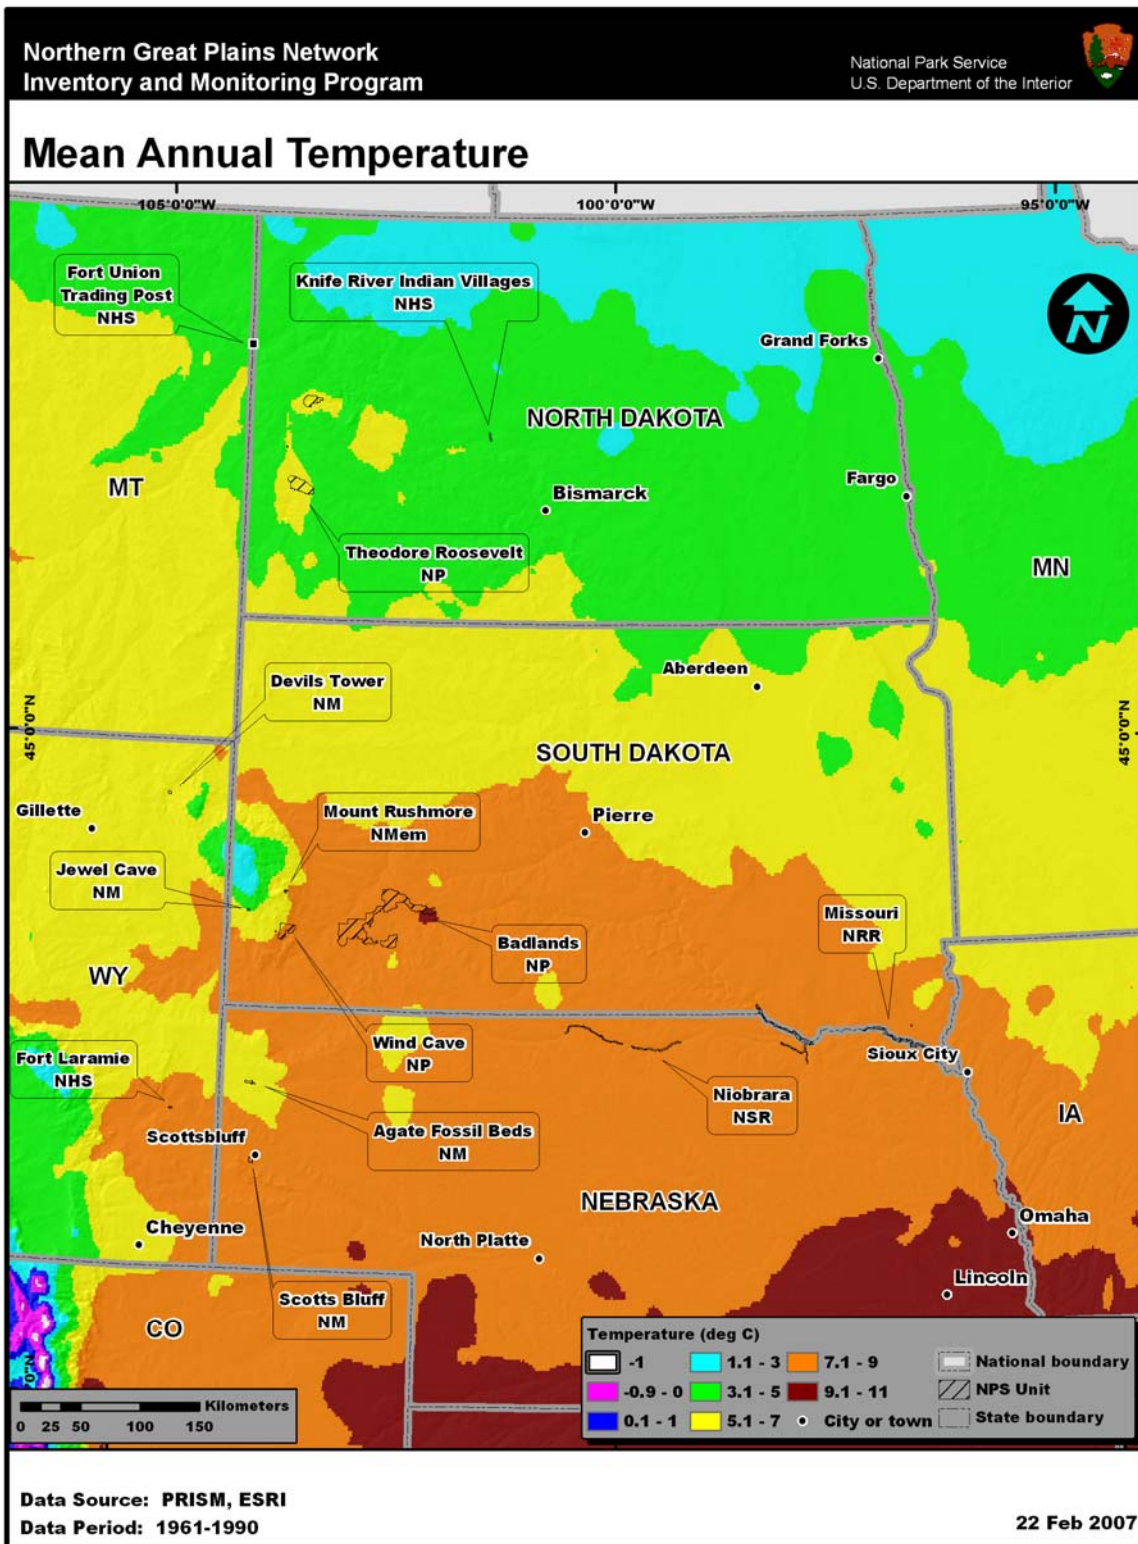 Northern Great Plains Network
Inventory and Monitoring Program
National Park Service
U.S. Department of the Interior
Mean Annual Temperature
105°0'0"W
100°0'0"W
95°0'0"W
Fort Union
Trading Post
NHS
Knife River Indian Villages
NHS
N
Grand Forks
NORTH DAKOTA
MT
Bismarck
Fargo
Theodore Roosevelt
NP
MN
Devils Tower
NM
Aberdeen
45°0'0"N
45°0'0"N
SOUTH DAKOTA
Gillette
Mount Rushmore
NMem
Pierre
Jewel Cave
NM
Missouri
NRR
Badlands
NP
WY
Wind Cave
NP
Fort Laramie
NHS
Sioux City
Niobrara
NSR
IA
Agate Fossil Beds
NM
Scottsbluff
NEBRASKA
Cheyenne
North Platte
Omaha
Lincoln
Scotts Bluff
NM
CO
Temperature (deg C)
-1
1.1 - 3
7.1 - 9
National boundary
-0.9 - 0
3.1 - 5
9.1 - 11
NPS Unit
0.1 - 1
5.1 - 7
City or town
State boundary
Kilometers
0 25 50 100 150
Data Source: PRISM, ESRI
Data Period: 1961-1990
22 Feb 2007